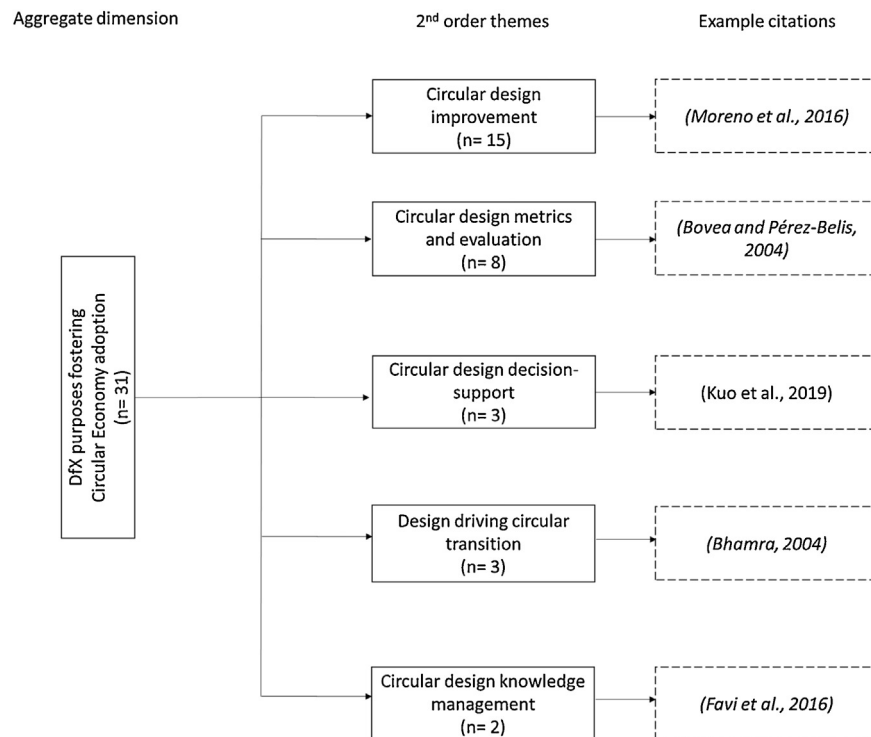 Aggregate dimension
2nd order themes
Example citations
DfX purposes fostering
Circular Economy adoption
(n= 31)
Circular design
improvement
(n= 15)
(Moreno et al., 2016)
Circular design metrics
and evaluation
(n= 8)
(Bovea and Pérez-Belis,
2004)
Circular design decision-
support
(n= 3)
(Kuo et al., 2019)
Design driving circular
transition
(n= 3)
(Bhamra, 2004)
Circular design knowledge
management
(n= 2)
(Favi et al., 2016)